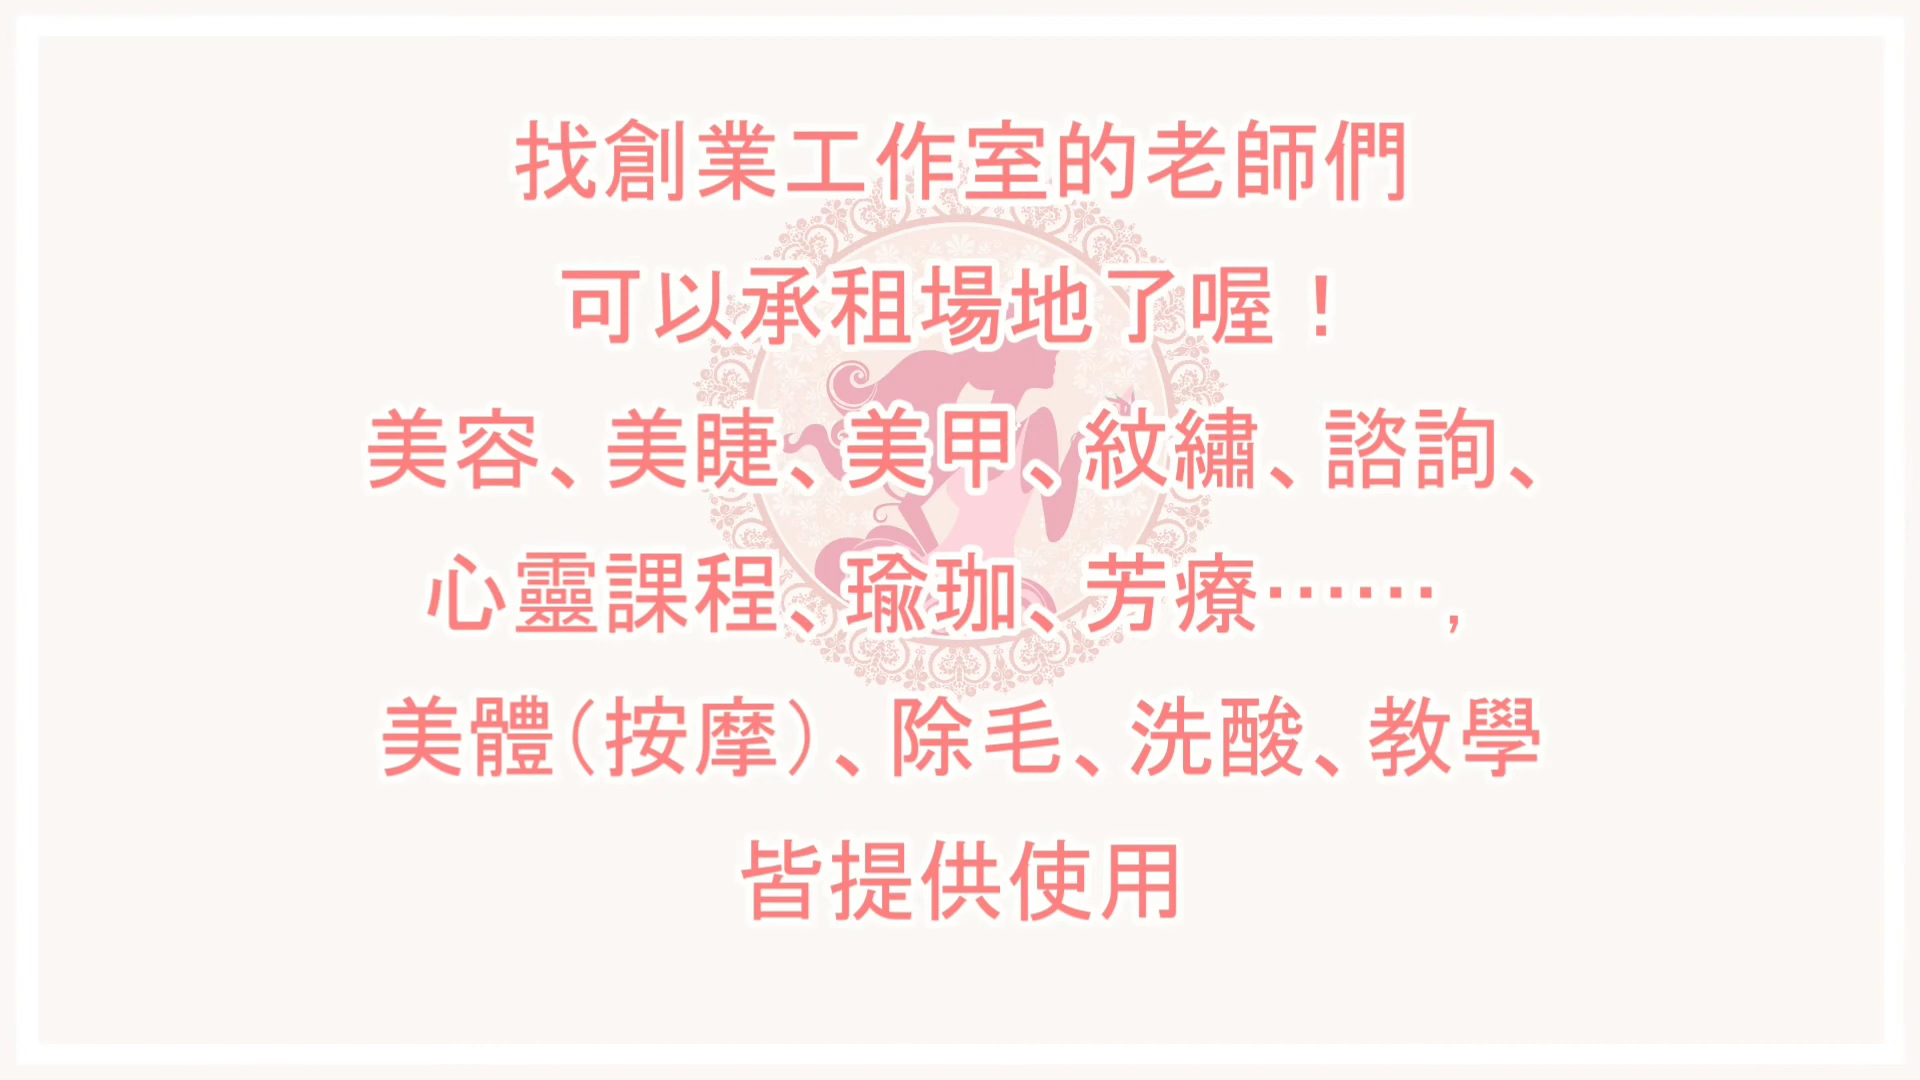 找創業工作室的老師們
可以承租場地了喔！
美容、美睫、美甲、紋繡、諮詢、
心靈課程、瑜珈、芳療……,
美體(按摩)、除毛、洗酸、教學
皆提供使用